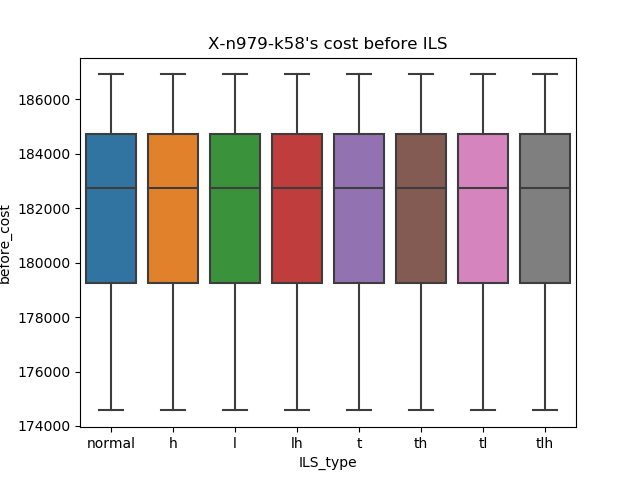 X-n979-k58's cost before ILS
before_cost
186000
184000
182000
180000
178000
176000
174000
normal h l lh t th tl tlh
ILS_type